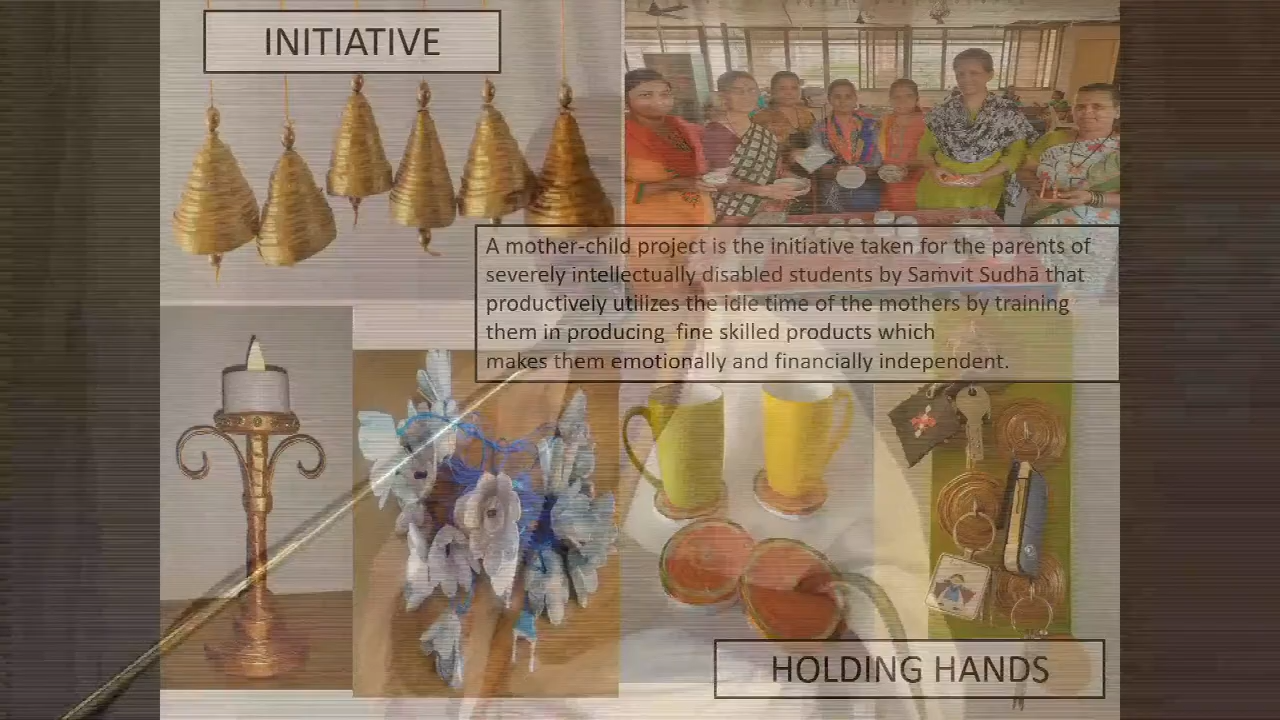 INITIATIVE
A mother-child project is the initiative taken for the parents of
severely intellectually disabled students by Saṁvit Sudhā that
productively utilizes the idle time of the mothers by training
them in producing  fine skilled products which
makes them emotionally and financially independent.
HOLDING HANDS